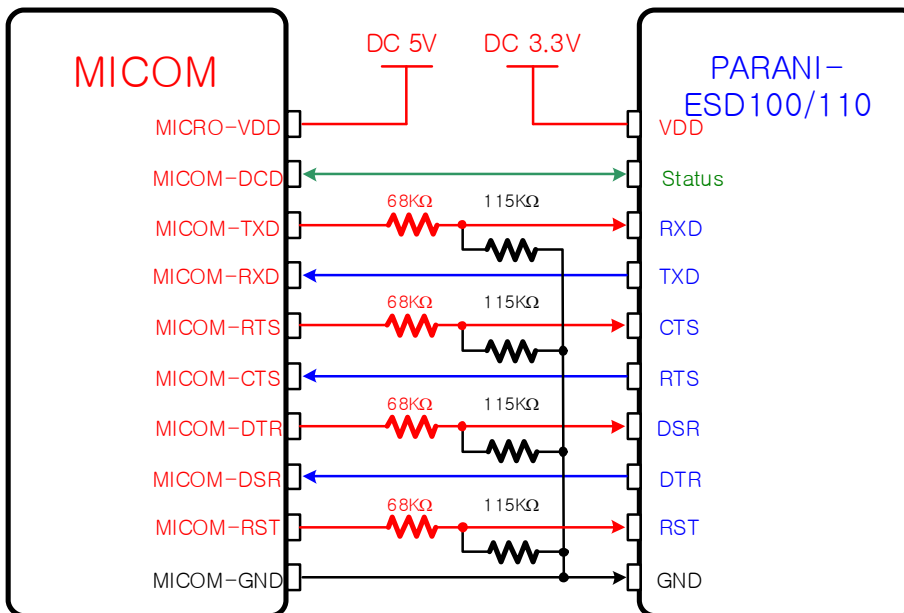 DC 5V DC 3.3V
MICOM
PARANI-
ESD100/110
MICRO-VDD VDD
MICOM-DCD Status
68KΩ 115KΩ
MICOM-TXD RXD
MICOM-RXD TXD
68KΩ 115KΩ
MICOM-RTS CTS
MICOM-CTS RTS
68KΩ 115KΩ
MICOM-DTR DSR
MICOM-DSR DTR
68KΩ 115KΩ
MICOM-RST RST
MICOM-GND GND